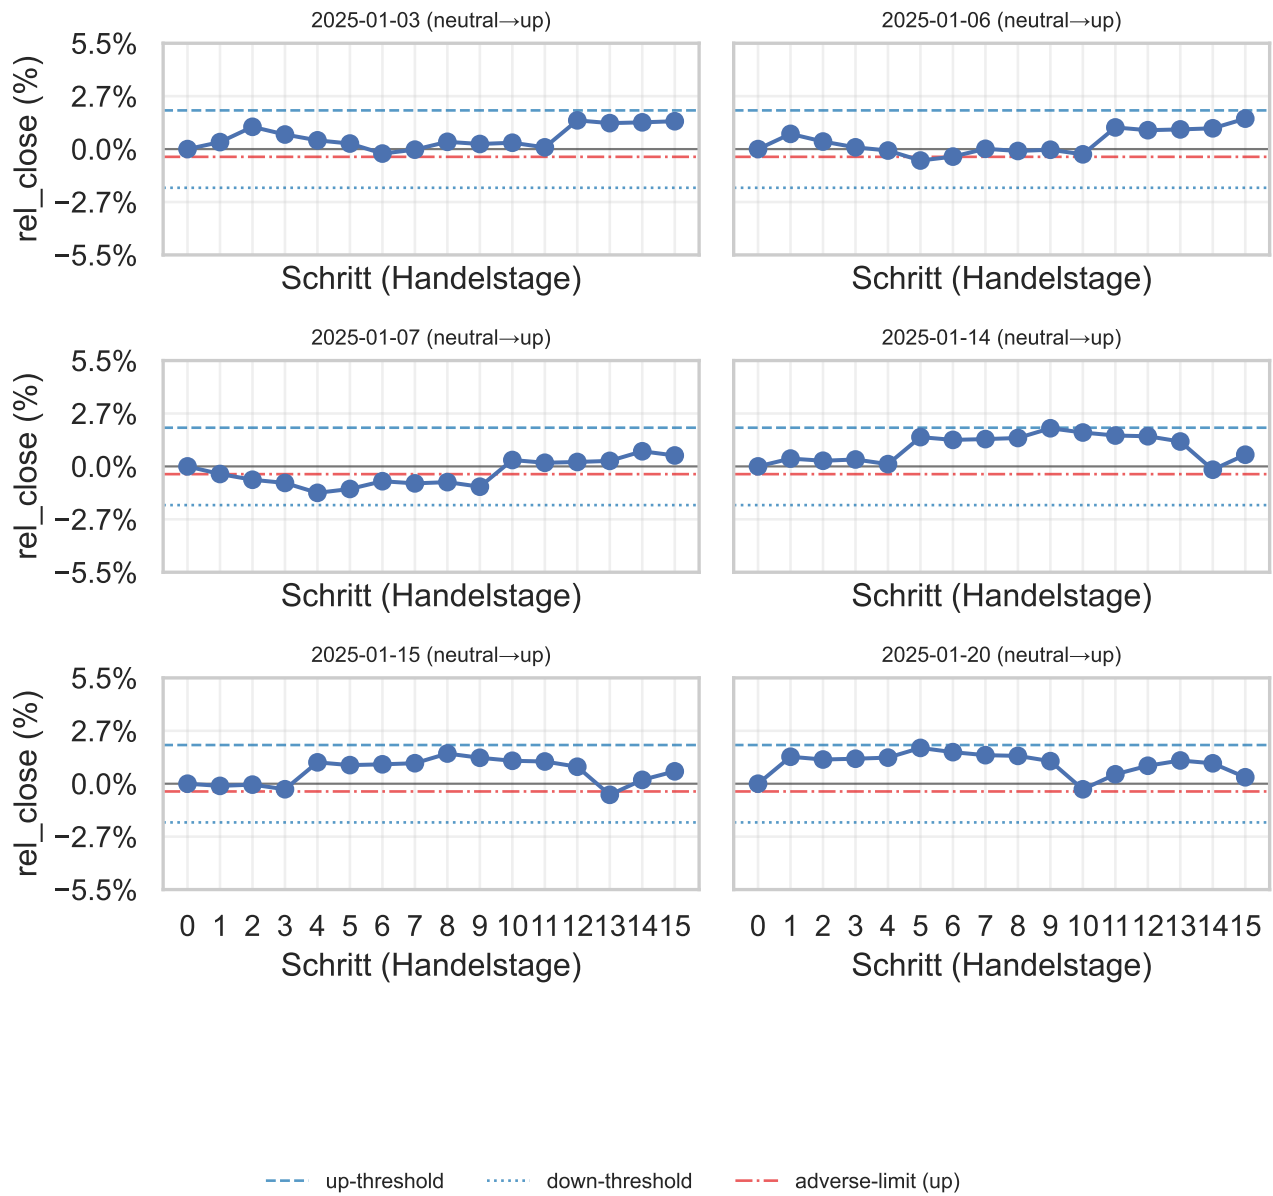 2025-01-03 (neutral→up)
2025-01-06 (neutral→up)
rel_close (%)
5.5%
2.7%
0.0%
−2.7%
−5.5%
Schritt (Handelstage)
Schritt (Handelstage)
2025-01-07 (neutral→up)
2025-01-14 (neutral→up)
rel_close (%)
5.5%
2.7%
0.0%
−2.7%
−5.5%
Schritt (Handelstage)
Schritt (Handelstage)
2025-01-15 (neutral→up)
2025-01-20 (neutral→up)
rel_close (%)
5.5%
2.7%
0.0%
−2.7%
−5.5%
0 1 2 3 4 5 6 7 8 9 10 11 12 13 14 15
0 1 2 3 4 5 6 7 8 9 10 11 12 13 14 15
Schritt (Handelstage)
Schritt (Handelstage)
up-threshold
down-threshold
adverse-limit (up)